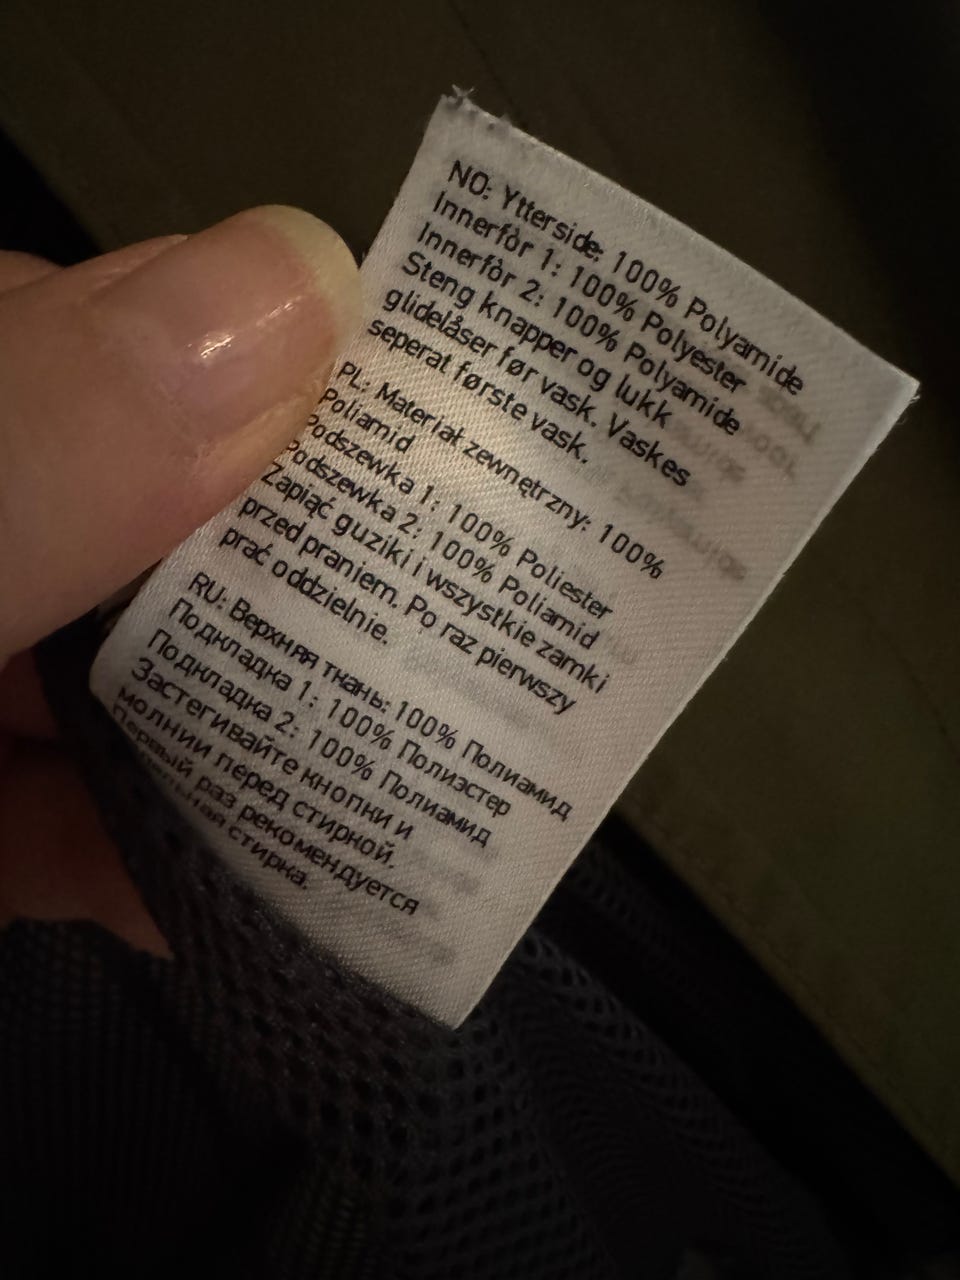 NO: Ytterside: 100% Polyamide
Innerfòr 1: 100% Polyester
Innerfòr 2: 100% Polyamide
Steng knapper og lukk
glidelåser før vask. Vaskes
seperat første vask.
PL: Materiał zewnętrzny: 100%
Poliamid
Podszewka 1: 100% Poliester
Podszewka 2: 100% Poliamid
Zapiąć guziki i wszystkie zamki
przed praniem. Po raz pierwszy
prać oddzielnie.
RU: Верхняя ткань: 100% Полиамид
Подкладка 1: 100% Полиэстер
Подкладка 2: 100% Полиамид
Застегивайте кнопки и
молнии перед стиркой.
Первый раз рекомендуется
стирка.